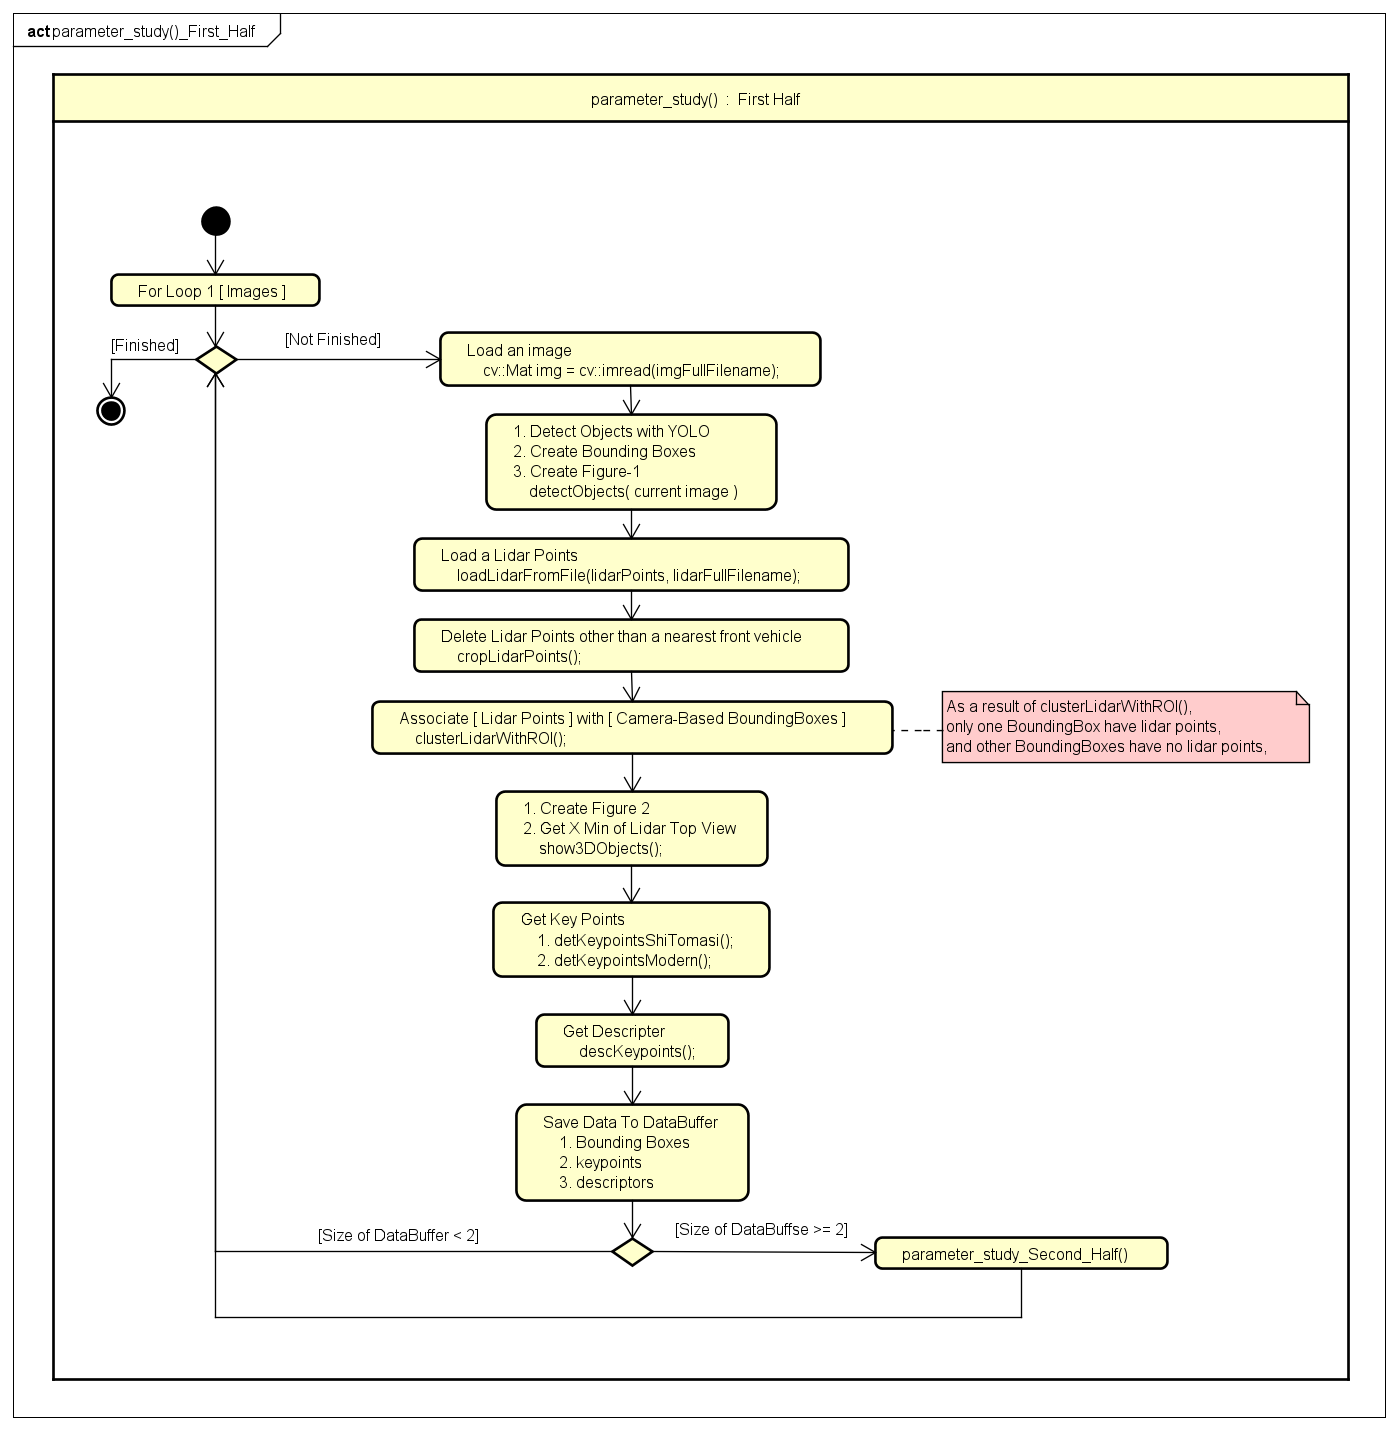 act parameter_study()_First_Half
parameter_study()  :  First Half
For Loop 1 [ Images ]
[Finished]
[Not Finished]
Load an image
cv::Mat img = cv::imread(imgFullFilename);
1. Detect Objects with YOLO
2. Create Bounding Boxes
3. Create Figure-1
detectObjects( current image )
Load a Lidar Points
loadLidarFromFile(lidarPoints, lidarFullFilename);
Delete Lidar Points other than a nearest front vehicle
cropLidarPoints();
Associate [ Lidar Points ] with [ Camera-Based BoundingBoxes ]
clusterLidarWithROI();
As a result of clusterLidarWithROI(),
only one BoundingBox have lidar points,
and other BoundingBoxes have no lidar points,
1. Create Figure 2
2. Get X Min of Lidar Top View
show3DObjects();
Get Key Points
1. detKeypointsShiTomasi();
2. detKeypointsModern();
Get Descripter
descKeypoints();
Save Data To DataBuffer
1. Bounding Boxes
2. keypoints
3. descriptors
[Size of DataBuffer < 2]
[Size of DataBuffse >= 2]
parameter_study_Second_Half()